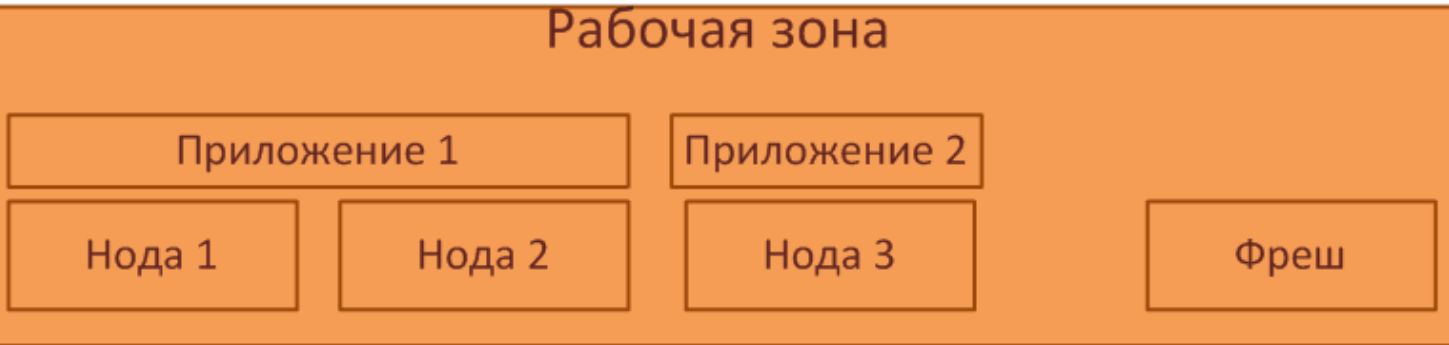 Рабочая зона
Приложение 1
Приложение 2
Нода 1
Нода 2
Нода 3
Фреш